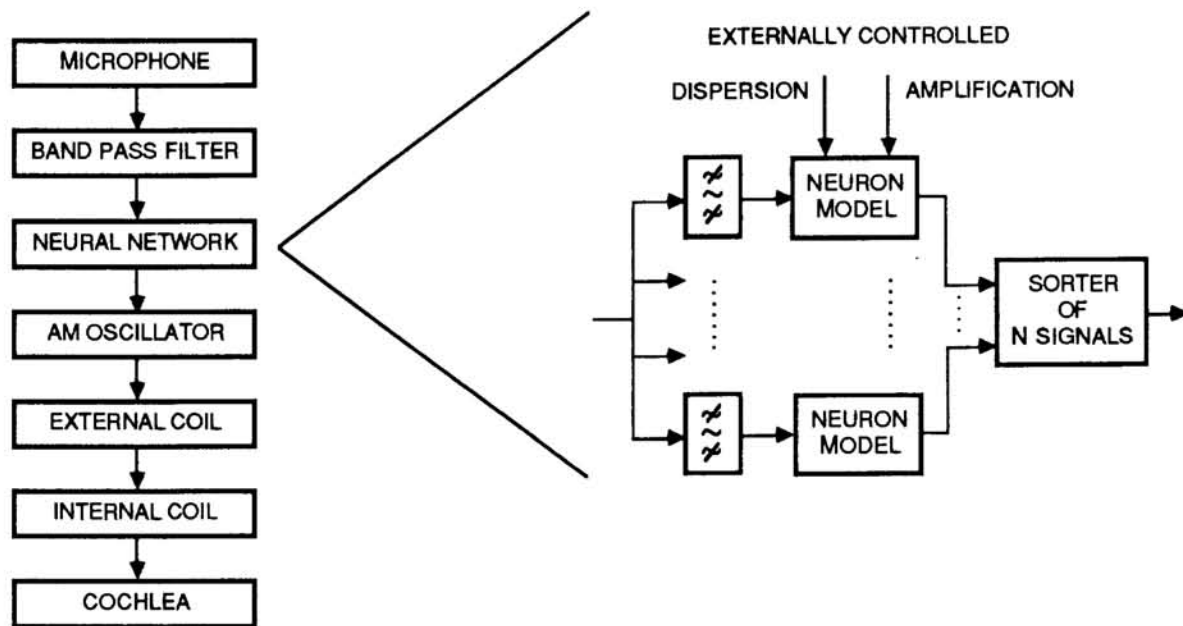 MICROPHONE
BAND PASS FILTER
NEURAL NETWORK
AM OSCILLATOR
EXTERNAL COIL
INTERNAL COIL
COCHLEA
EXTERNALLY CONTROLLED
DISPERSION
AMPLIFICATION
NEURON
MODEL
SORTER
OF
N SIGNALS
NEURON
MODEL